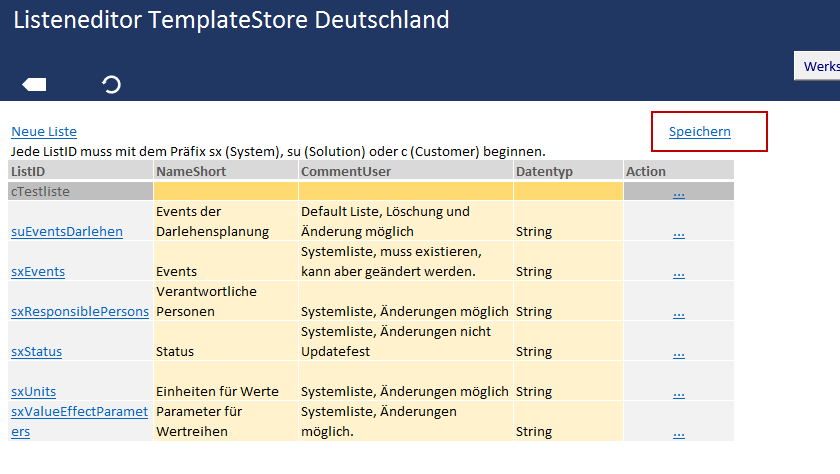 Listeneditor TemplateStore Deutschland
Werks
Neue Liste
Speichern
Jede ListID muss mit dem Präfix sx (System), su (Solution) oder c (Customer) beginnen.
ListID NameShort CommentUser Datentyp Action
cTestliste ...
Events der Default Liste, Löschung und
suEventsDarlehen Darlehensplanung Änderung möglich String ...
Systemliste, muss existieren,
sxEvents Events kann aber geändert werden. String ...
Verantwortliche
sxResponsiblePersons Personen Systemliste, Änderungen möglich String ...
Systemliste, Änderungen nicht
sxStatus Status Updatefest String ...
sxUnits Einheiten für Werte Systemliste, Änderungen möglich String ...
sxValueEffectParamet Parameter für Systemliste, Änderungen
ers Wertreihen möglich. String ...